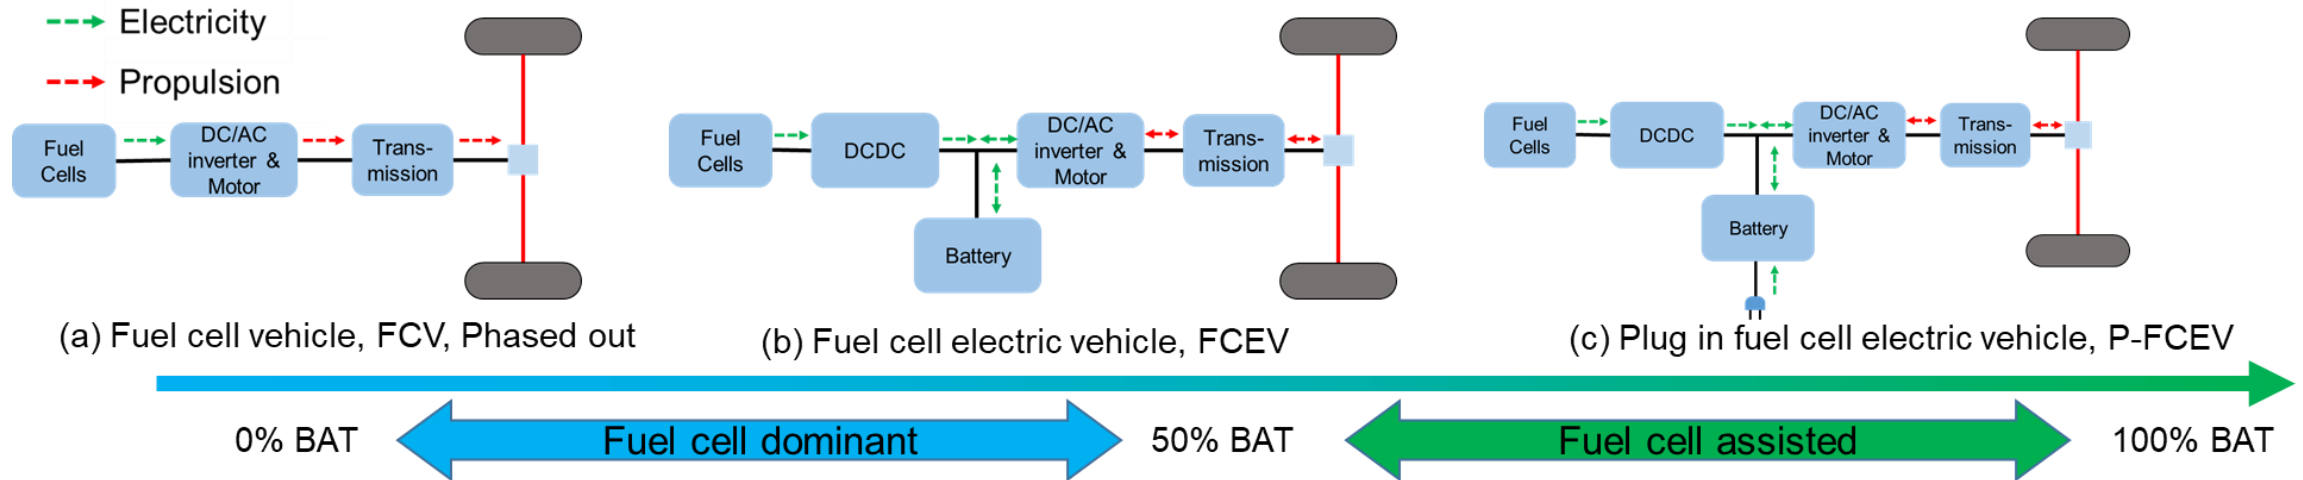 Electricity
Propulsion
Fuel
Cells
DC/AC
inverter &
Motor
Trans-
mission
Fuel
Cells
DCDC
DC/AC
inverter &
Motor
Trans-
mission
Battery
Fuel
Cells
DCDC
DC/AC
inverter &
Motor
Trans-
mission
Battery
(a) Fuel cell vehicle, FCV, Phased out
(b) Fuel cell electric vehicle, FCEV
(c) Plug in fuel cell electric vehicle, P-FCEV
0% BAT
Fuel cell dominant
50% BAT
Fuel cell assisted
100% BAT